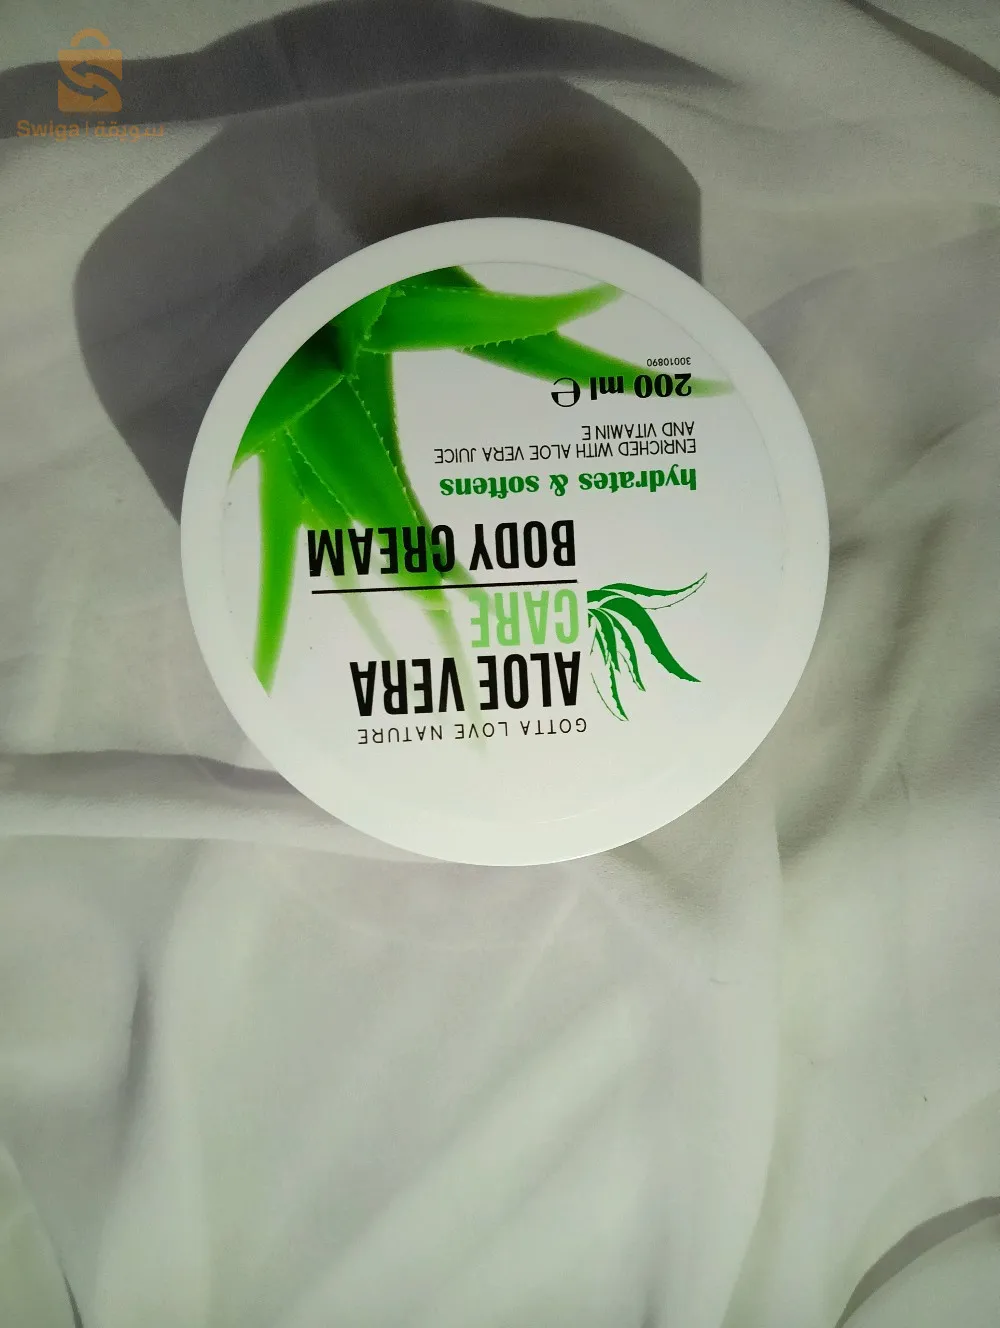 Swiga | سويقة
GOTTA LOVE NATURE
ALOE VERA
CARE
BODY CREAM
hydrates & softens
ENRICHED WITH ALOE VERA JUICE
AND VITAMIN E
200 ml ℮
30010890